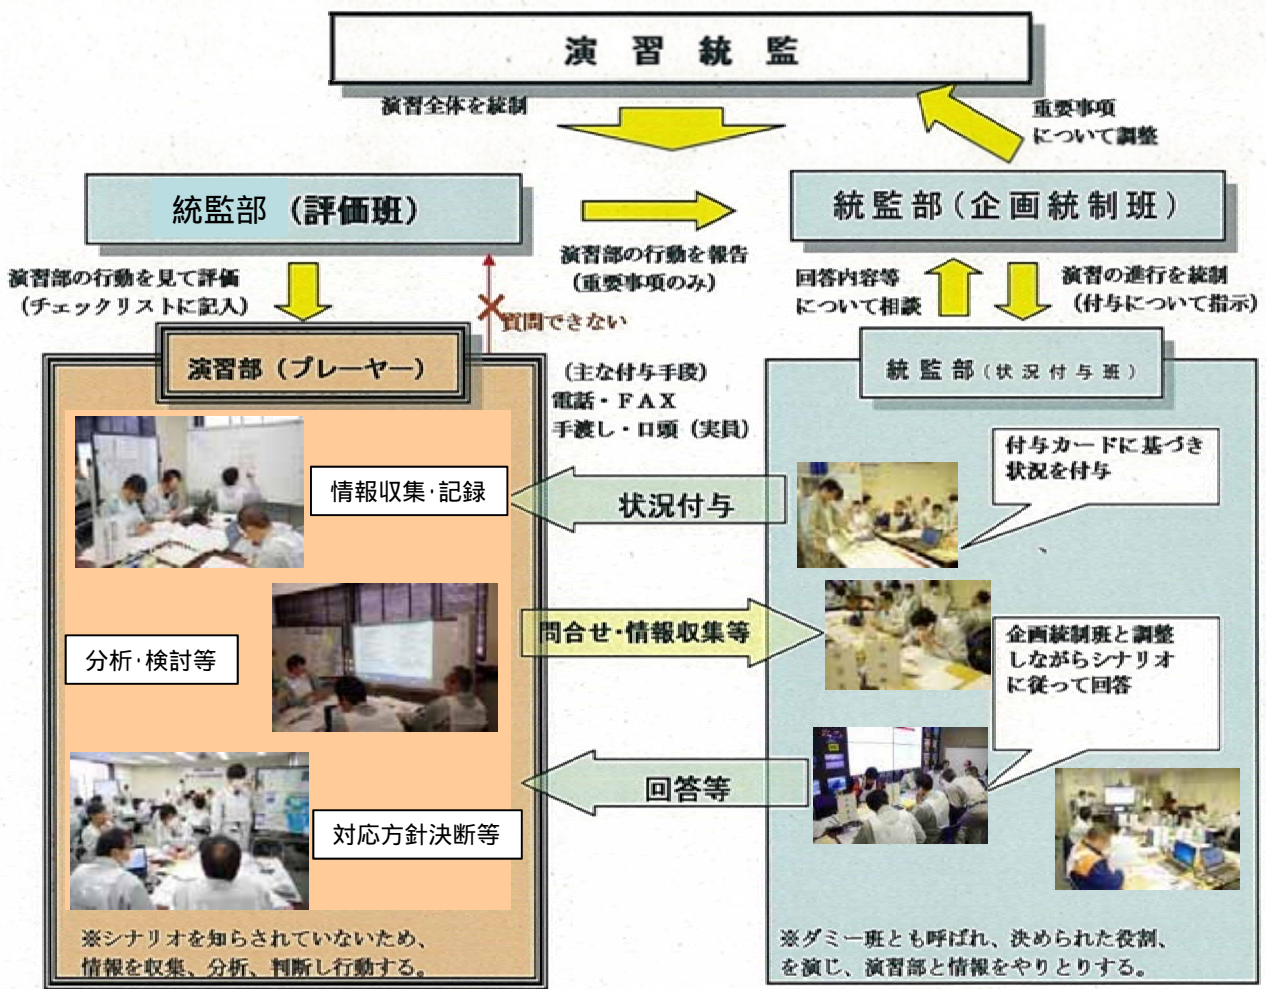 演習統監
演習全体を統制
重要事項
について調整
統監部（評価班）
統監部（企画統制班）
演習部の行動を報告
（重要事項のみ）
演習部の行動を見て評価
（チェックリストに記入）
回答内容等
について相談
演習の進行を統制
（付与について指示）
質問できない
演習部（プレーヤー）
（主な付与手段）
電話・ＦＡＸ
手渡し・口頭（実員）
統監部（状況付与班）
付与カードに基づき
状況を付与
情報収集・記録
状況付与
問合せ・情報収集等
企画統制班と調整
しながらシナリオ
に従って回答
分析・検討等
回答等
対応方針決断等
※シナリオを知らされていないため、
情報を収集、分析、判断し行動する。
※ダミー班とも呼ばれ、決められた役割、
を演じ、演習部と情報をやりとりする。